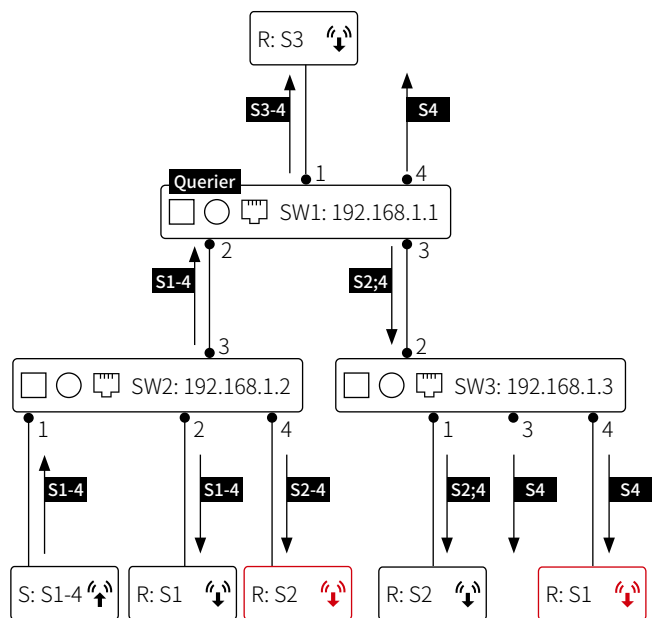 R: S3
S3-4
S4
Querier
1
4
SW1: 192.168.1.1
2
3
S1-4
S2;4
3
2
SW2: 192.168.1.2
SW3: 192.168.1.3
1
2
4
1
3
4
S1-4
S1-4
S2-4
S2;4
S4
S4
S: S1-4
R: S1
R: S2
R: S2
R: S1